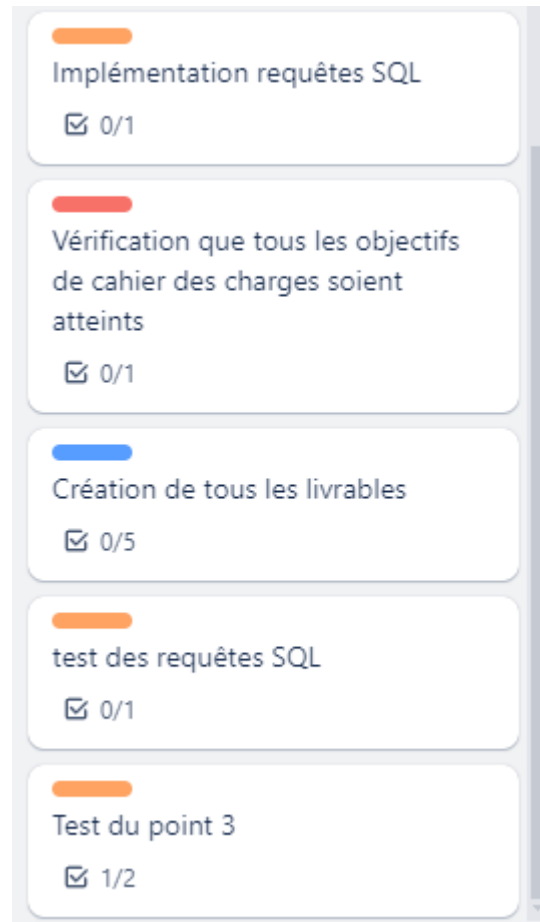 Implémentation requêtes SQL
0/1
Vérification que tous les objectifs
de cahier des charges soient
atteints
0/1
Création de tous les livrables
0/5
test des requêtes SQL
0/1
Test du point 3
1/2